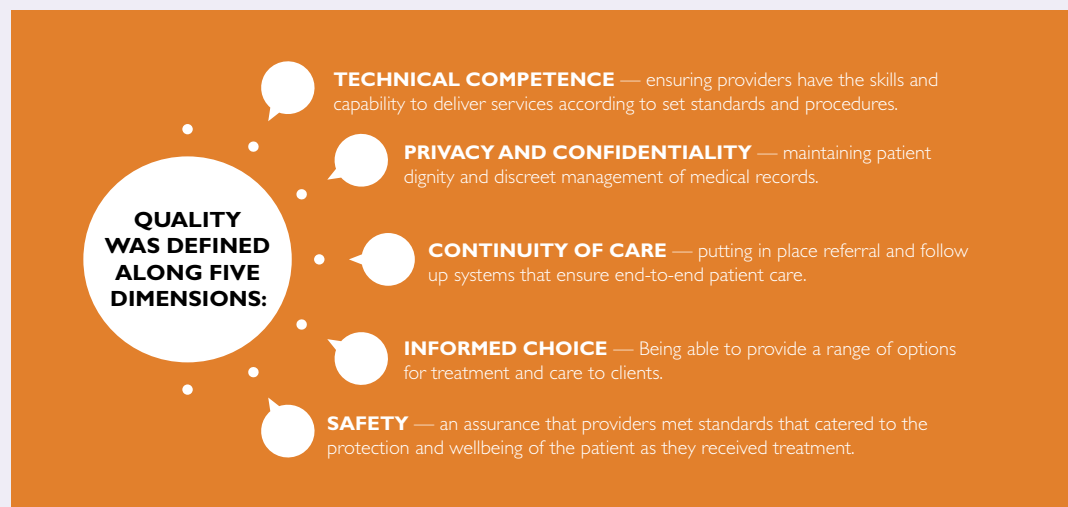 QUALITY
WAS DEFINED
ALONG FIVE
DIMENSIONS:
TECHNICAL COMPETENCE — ensuring providers have the skills and
capability to deliver services according to set standards and procedures.
PRIVACY AND CONFIDENTIALITY — maintaining patient
dignity and discreet management of medical records.
CONTINUITY OF CARE — putting in place referral and follow
up systems that ensure end-to-end patient care.
INFORMED CHOICE — Being able to provide a range of options
for treatment and care to clients.
SAFETY — an assurance that providers met standards that catered to the
protection and wellbeing of the patient as they received treatment.